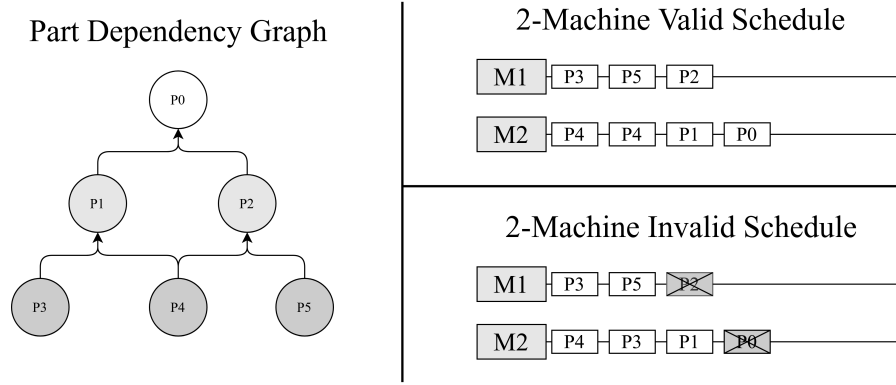 Part Dependency Graph
P0
P1
P2
P3
P4
P5
2-Machine Valid Schedule
M1 P3 P5 P2
M2 P4 P4 P1 P0
2-Machine Invalid Schedule
M1 P3 P5 P2
M2 P4 P3 P1 P0